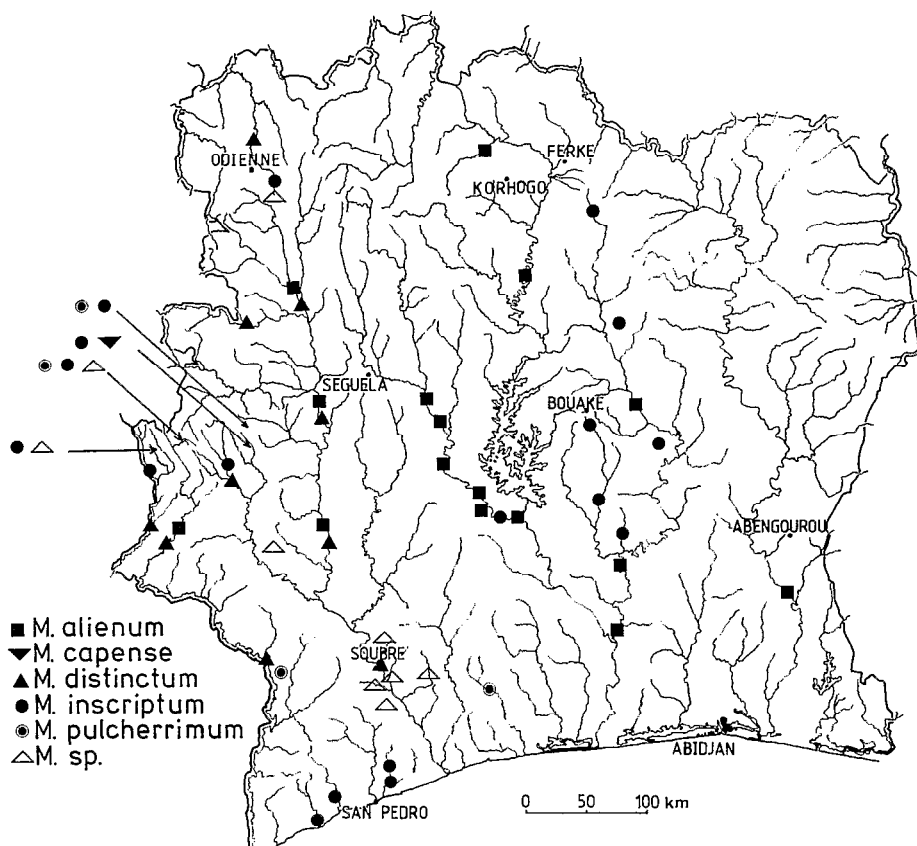 ODIENNE
FERKE
KORHOGO
SEGUELA
BOUAKE
ABENGOUROU
M. alienum
M. capense
M. distinctum
M. inscriptum
M. pulcherrimum
M. sp.
SOUBRE
ABIDJAN
SAN PEDRO
0 50 100 km